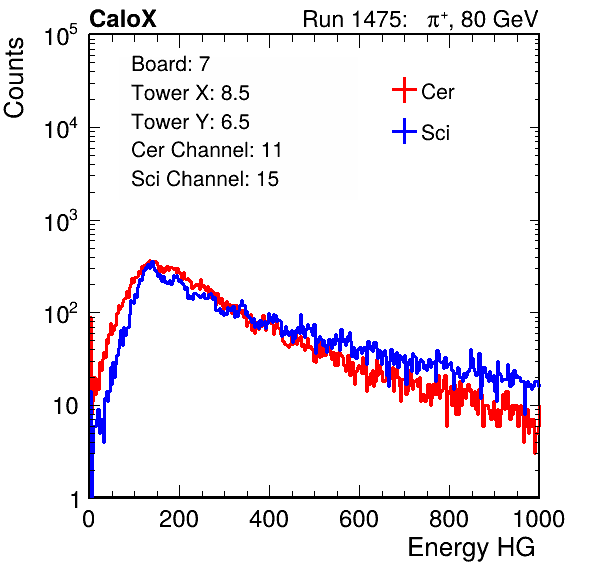 CaloX Run 1475: π⁺, 80 GeV
Counts
10⁵
10⁴
10³
10²
10
1
Board: 7
Tower X: 8.5
Tower Y: 6.5
Cer Channel: 11
Sci Channel: 15
Cer
Sci
0 200 400 600 800 1000
Energy HG